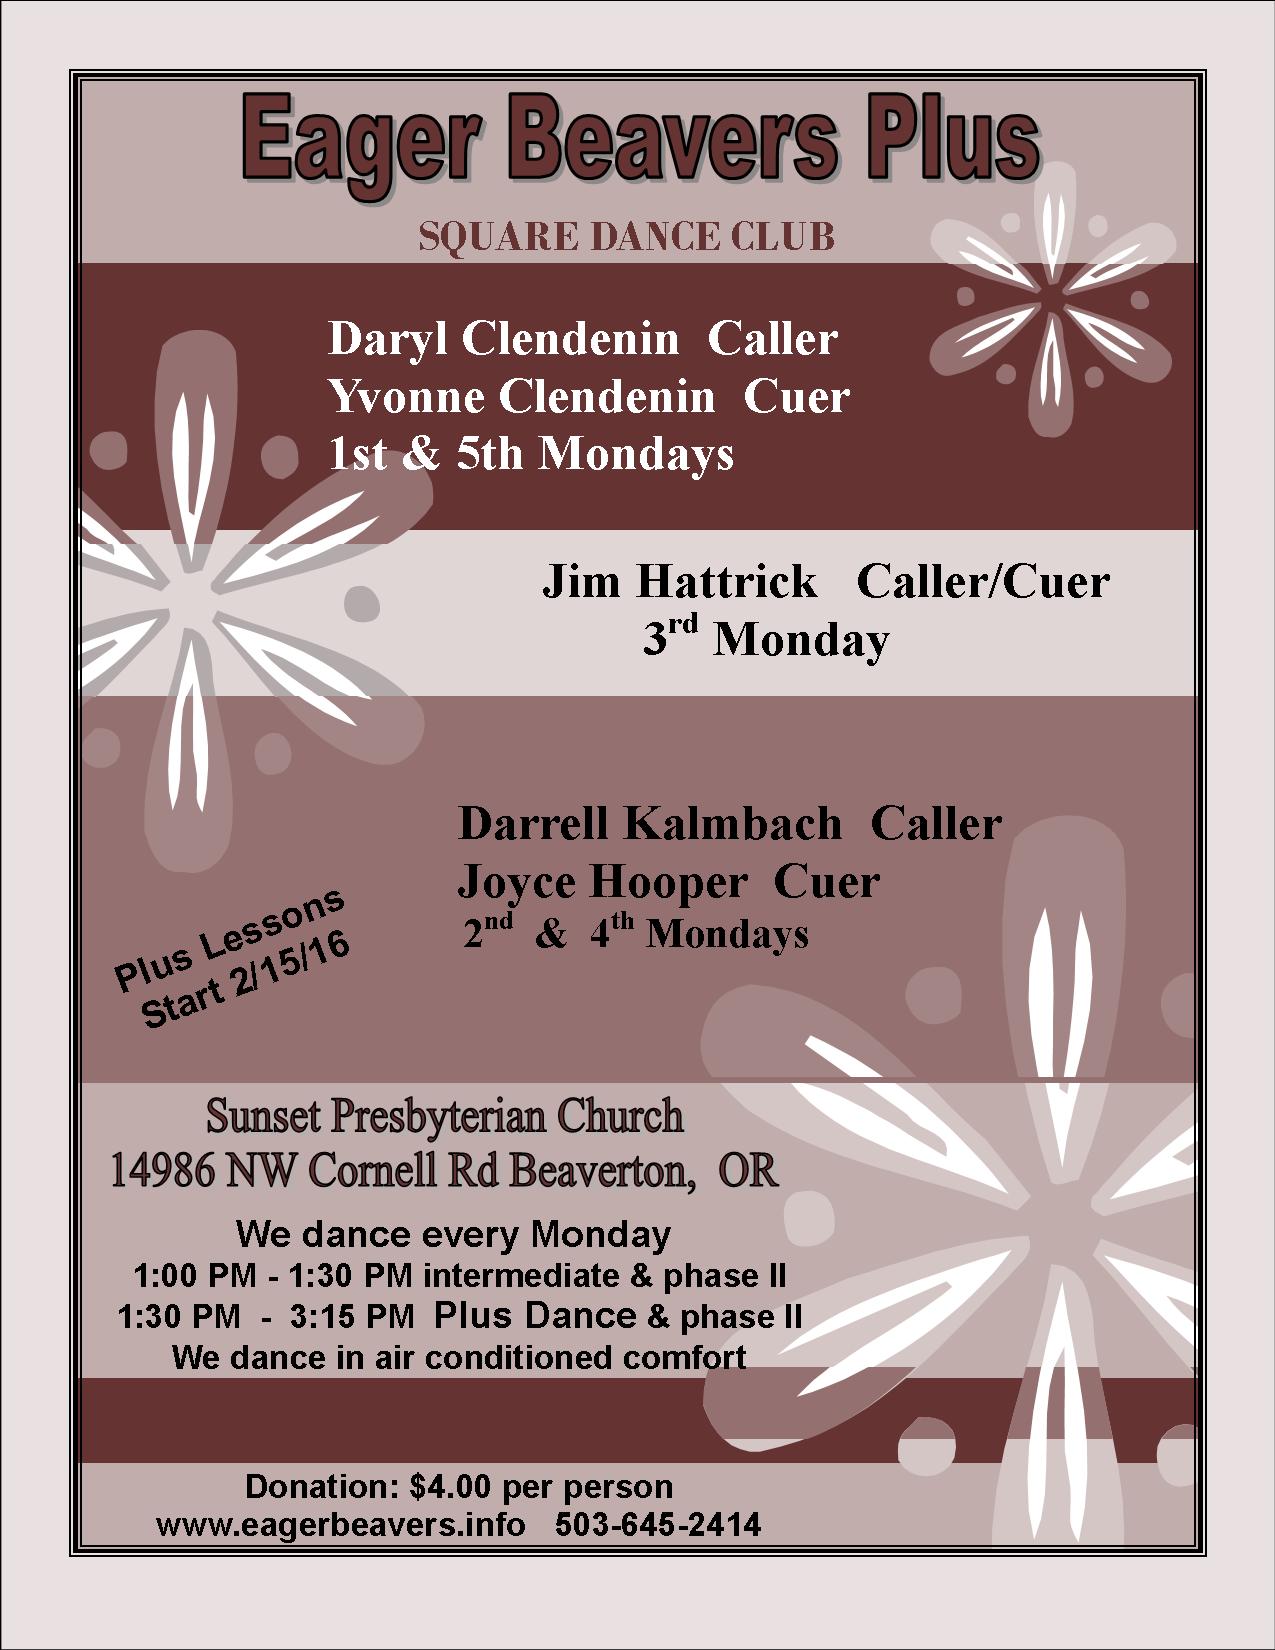 Eager Beavers Plus
SQUARE DANCE CLUB
Daryl Clendenin  Caller
Yvonne Clendenin  Cuer
1st & 5th Mondays
Jim Hattrick   Caller/Cuer
3rd Monday
Darrell Kalmbach  Caller
Joyce Hooper  Cuer
2nd  &  4th Mondays
Plus Lessons
Start 2/15/16
Sunset Presbyterian Church
14986 NW Cornell Rd Beaverton,  OR
We dance every Monday
1:00 PM - 1:30 PM intermediate & phase II
1:30 PM  -  3:15 PM  Plus Dance & phase II
We dance in air conditioned comfort
Donation: $4.00 per person
www.eagerbeavers.info   503-645-2414